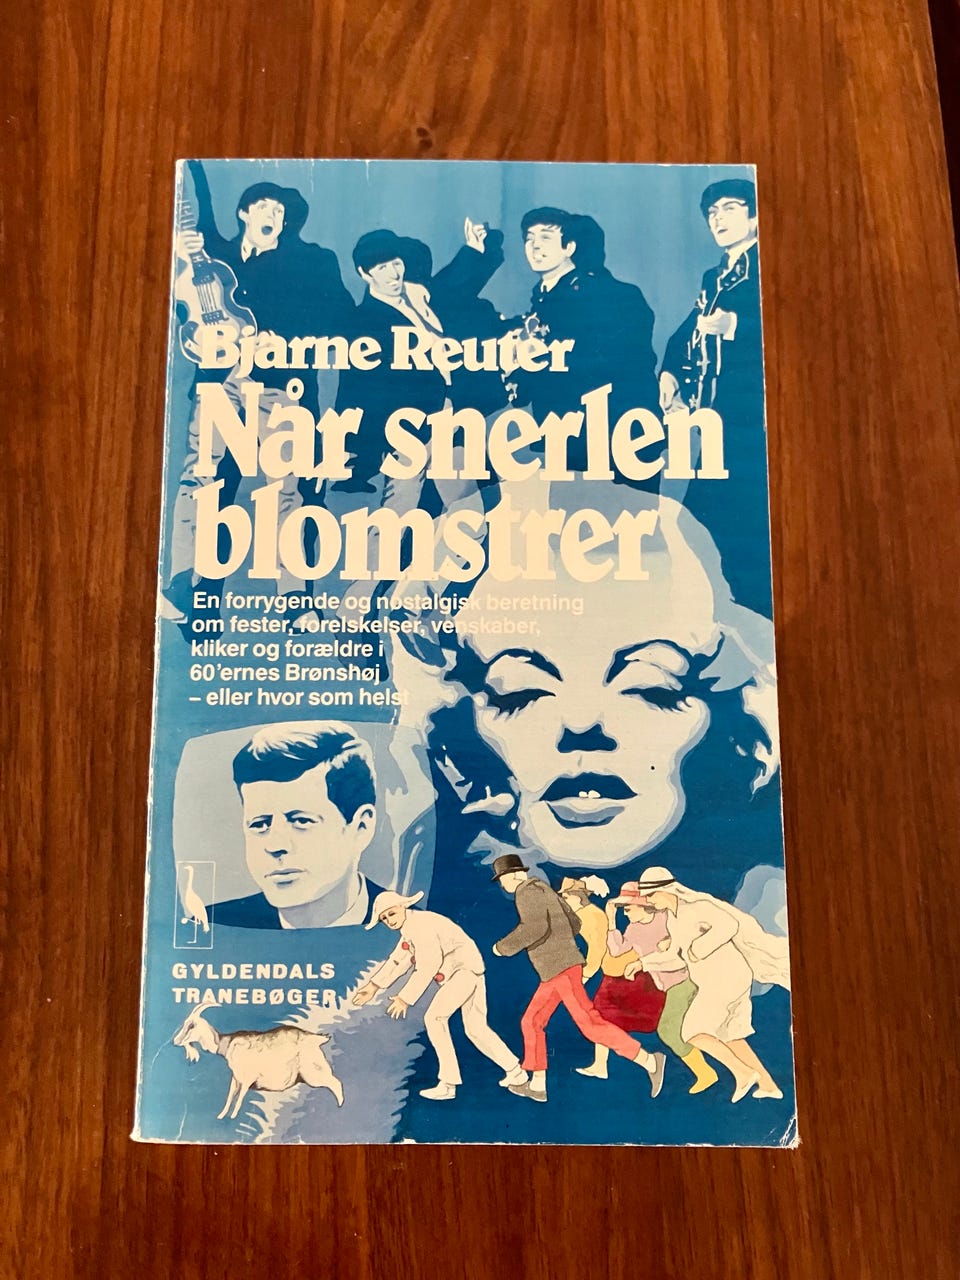 Bjarne Reuter
Når snerlen
blomstrer
En forrygende og nostalgisk beretning
om fester, forelskelser, venskaber,
kliker og forældre i
60'ernes Brønshøj
– eller hvor som helst
GYLDENDALS
TRANEBØGER